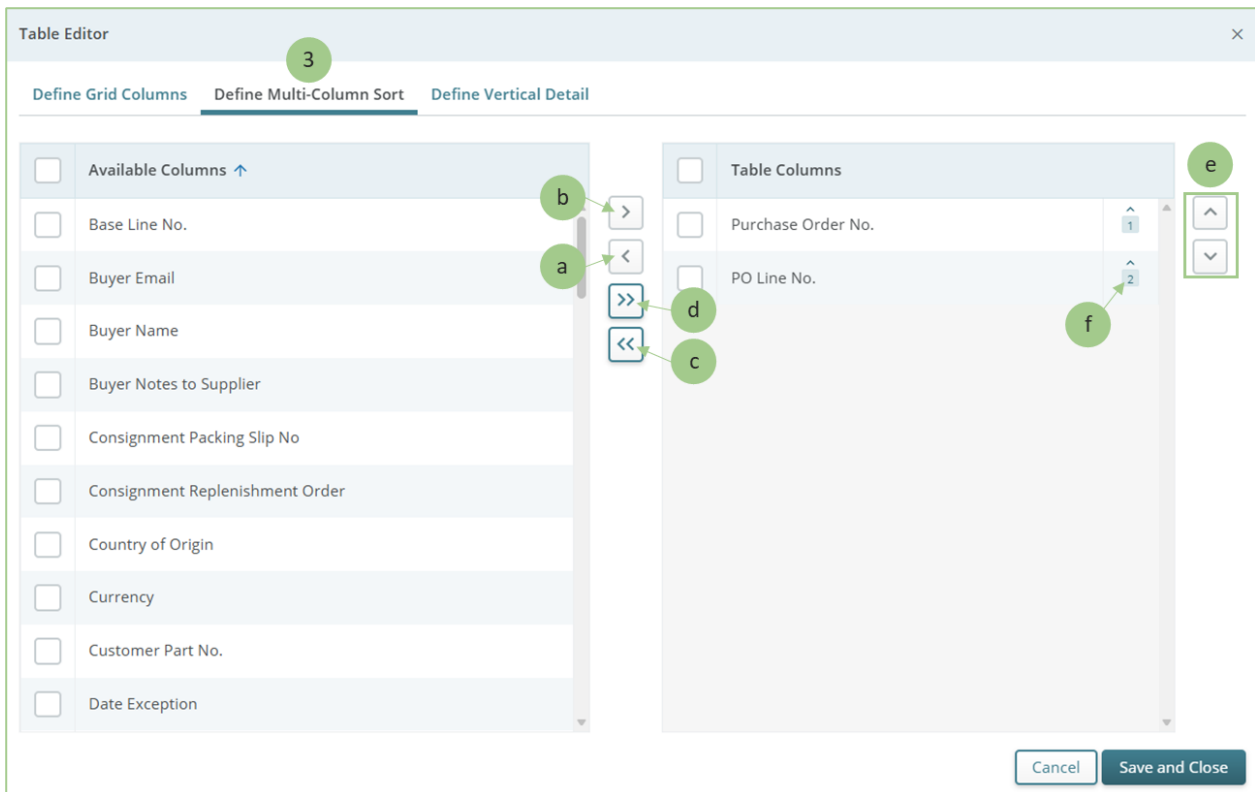 Table Editor
3
Define Grid Columns Define Multi-Column Sort Define Vertical Detail
Available Columns
Base Line No.
Buyer Email
Buyer Name
Buyer Notes to Supplier
Consignment Packing Slip No
Consignment Replenishment Order
Country of Origin
Currency
Customer Part No.
Date Exception
b
a
d
c
Table Columns
Purchase Order No. 1
PO Line No. 2
e
f
Cancel Save and Close